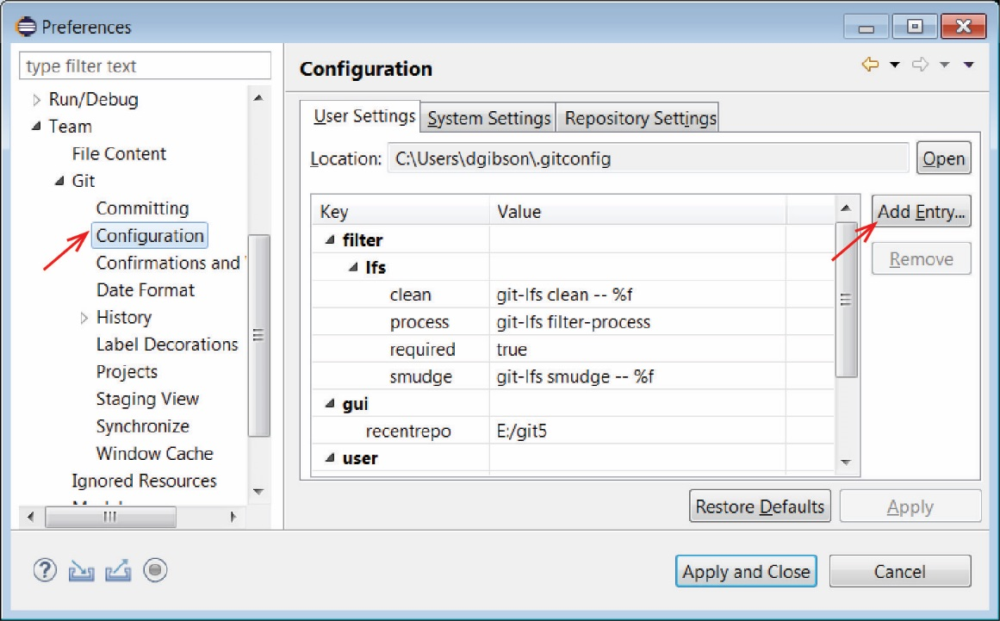 Preferences
type filter text
Run/Debug
Team
File Content
Git
Committing
Configuration
Confirmations and
Date Format
History
Label Decorations
Projects
Staging View
Synchronize
Window Cache
Ignored Resources
Configuration
User Settings
System Settings
Repository Settings
Location: C:\Users\dgibson\.gitconfig
Open
Key Value
filter
lfs
clean git-lfs clean -- %f
process git-lfs filter-process
required true
smudge git-lfs smudge -- %f
gui
recentrepo E:/git5
user
Add Entry...
Remove
Restore Defaults
Apply
Apply and Close
Cancel